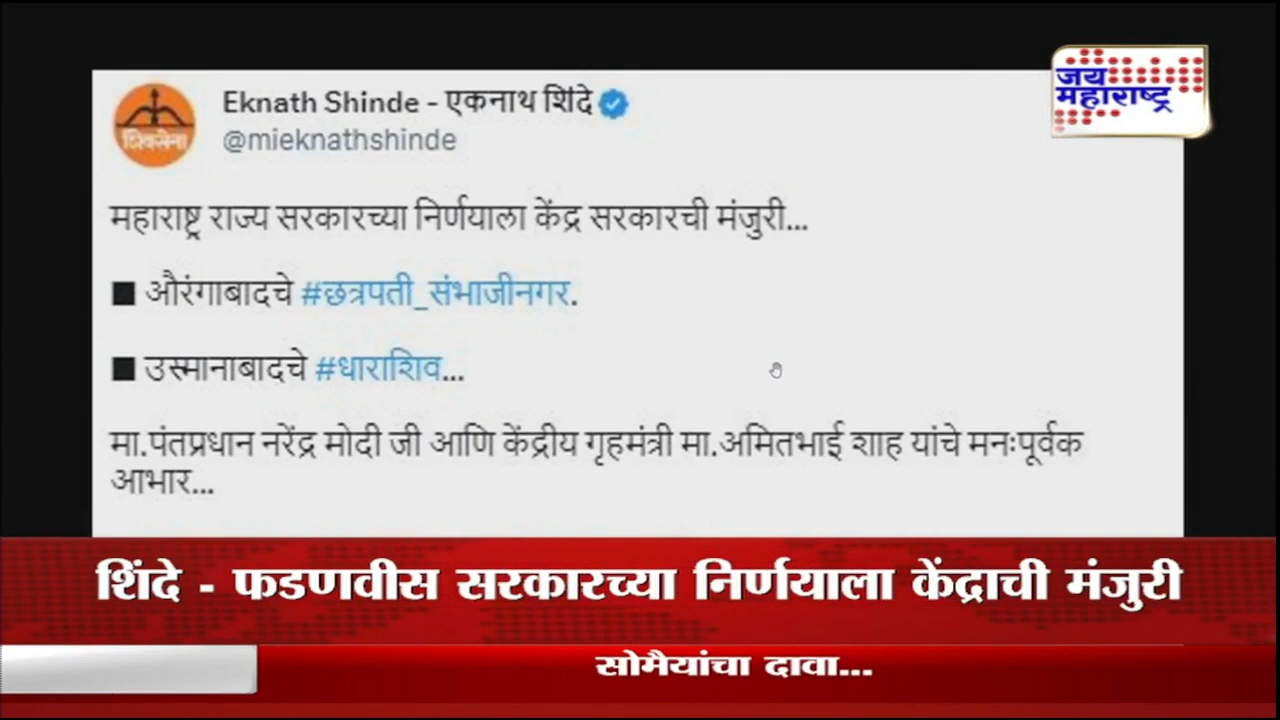 Eknath Shinde - एकनाथ शिंदे
@mieknathshinde
शिवसेना
जय
महाराष्ट्र
महाराष्ट्र राज्य सरकारच्या निर्णयाला केंद्र सरकारची मंजुरी...
■ औरंगाबादचे #छत्रपती_संभाजीनगर.
■ उस्मानाबादचे #धाराशिव...
मा.पंतप्रधान नरेंद्र मोदी जी आणि केंद्रीय गृहमंत्री मा.अमितभाई शाह यांचे मनःपूर्वक
आभार...
शिंदे - फडणवीस सरकारच्या निर्णयाला केंद्राची मंजुरी
सोमैयांचा दावा...